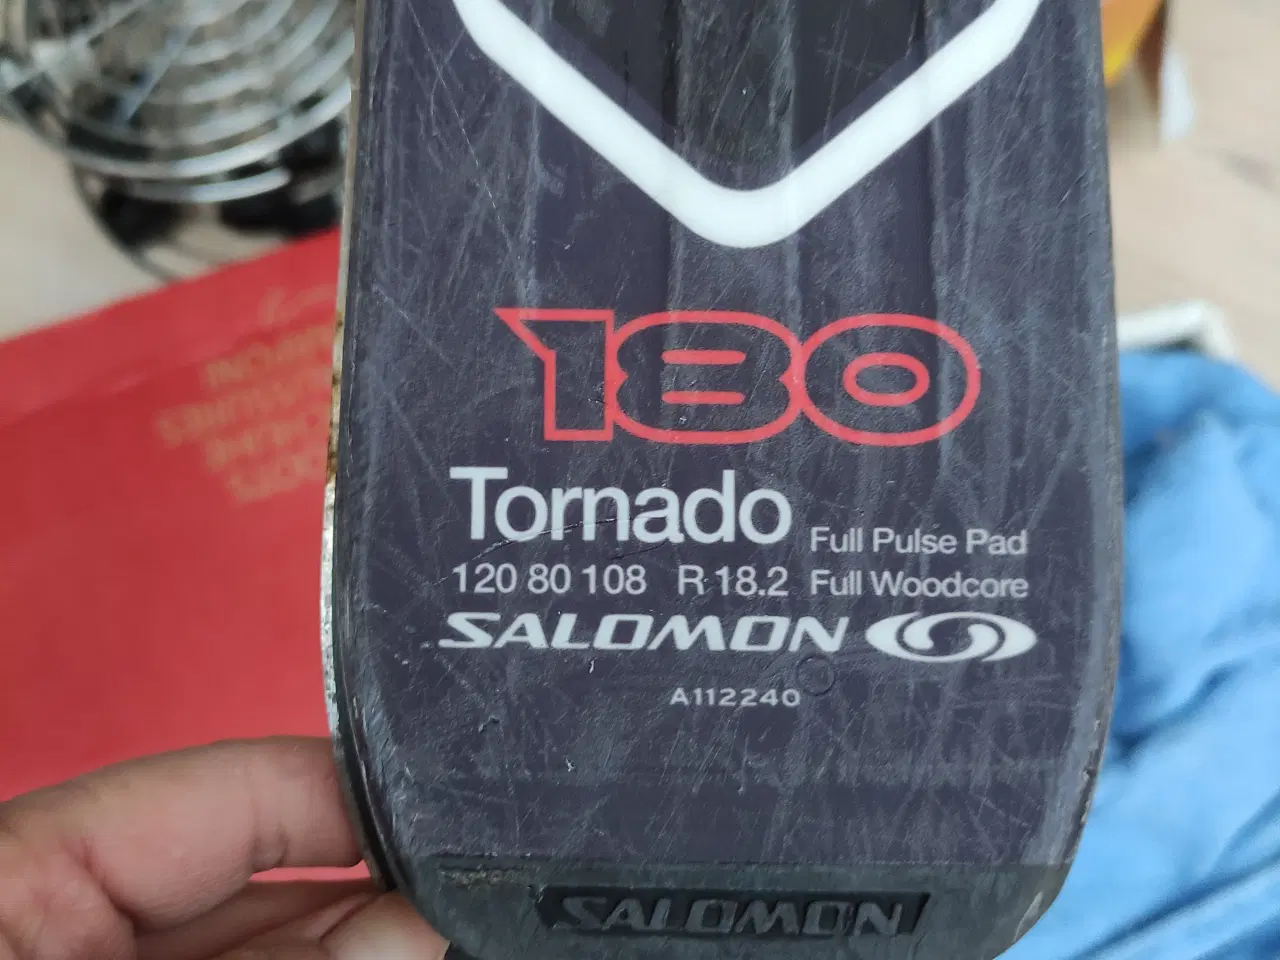 180
Tornado Full Pulse Pad
120 80 108 R 18.2 Full Woodcore
SALOMON
A112240
SALOMON